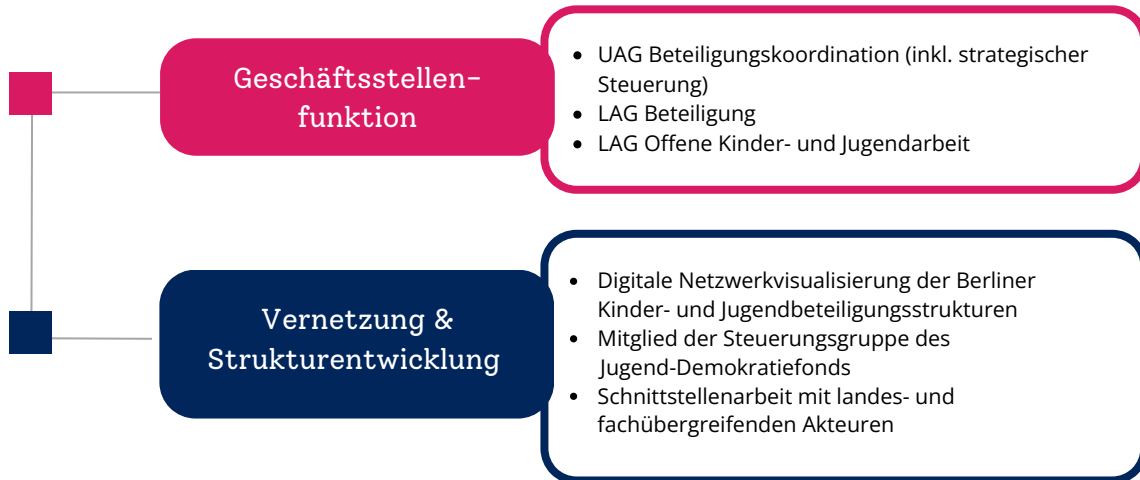 Geschäftsstellen-
funktion
• UAG Beteiligungskoordination (inkl. strategischer
Steuerung)
• LAG Beteiligung
• LAG Offene Kinder- und Jugendarbeit
Vernetzung &
Strukturentwicklung
• Digitale Netzwerkvisualisierung der Berliner
Kinder- und Jugendbeteiligungsstrukturen
• Mitglied der Steuerungsgruppe des
Jugend-Demokratiefonds
• Schnittstellenarbeit mit landes- und
fachübergreifenden Akteuren